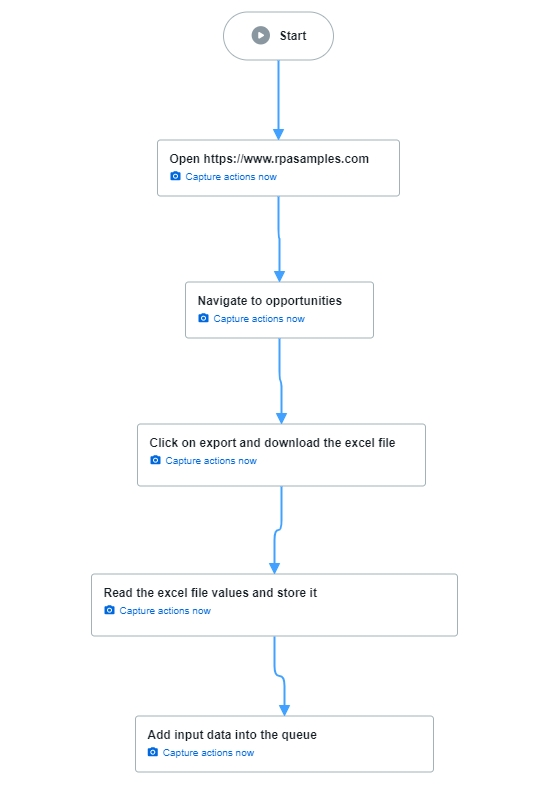 Start
Open https://www.rpasamples.com
Capture actions now
Navigate to opportunities
Capture actions now
Click on export and download the excel file
Capture actions now
Read the excel file values and store it
Capture actions now
Add input data into the queue
Capture actions now